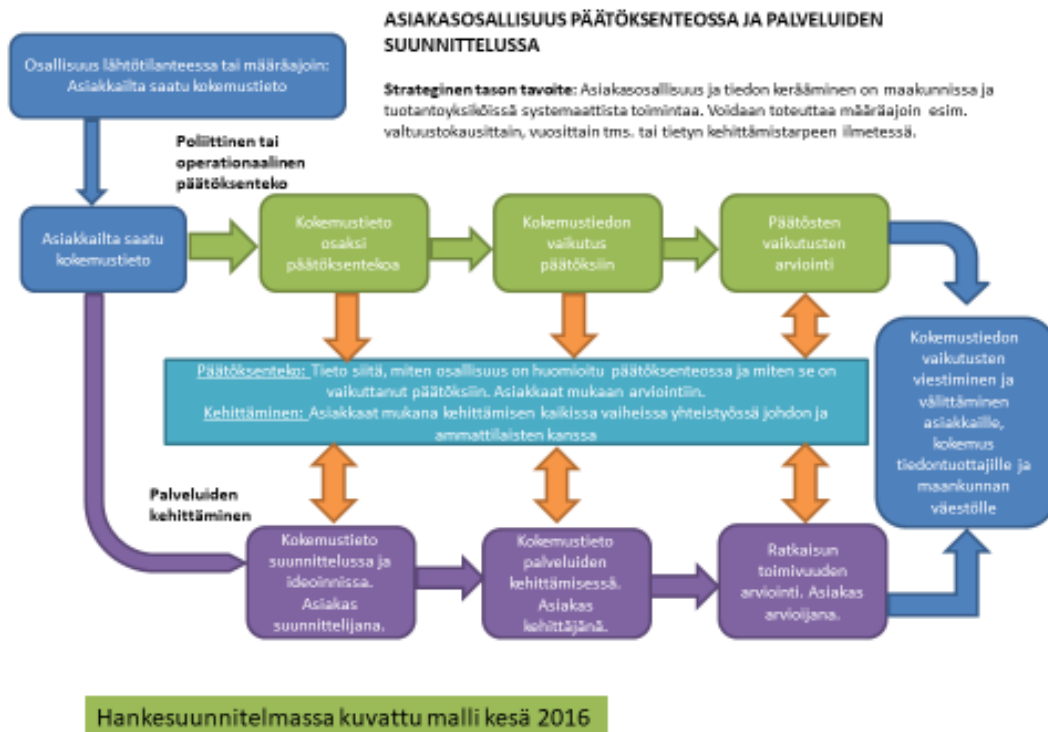 ASIAKASOSALLISUUS PÄÄTÖKSENTEOSSA JA PALVELUIDEN
SUUNNITTELUSSA
Osallisuus lähtötilanteessa tai määräajoin:
Asiakkailta saatu kokemustieto
Strateginen tason tavoite: Asiakasosallisuus ja tiedon kerääminen on maakunnissa ja
tuotantoyksiköissä systemaattista toimintaa. Voidaan toteuttaa määräajoin esim.
valtuustokausittain, vuosittain tms. tai tietyn kehittämistarpeen ilmetessä.
Poliittinen tai
operationaalinen
päätöksenteko
Asiakkailta saatu
kokemustieto
Kokemustieto
osaksi
päätöksentekoa
Kokemustiedon
vaikutus
päätöksiin
Päätösten
vaikutusten
arviointi
Päätöksenteko: Tieto siitä, miten osallisuus on huomioitu päätöksenteossa ja miten se on
vaikuttanut päätöksiin. Asiakkaat mukaan arviointiin.
Kehittäminen: Asiakkaat mukana kehittämisen kaikissa vaiheissa yhteistyössä johdon ja
ammattilaisten kanssa
Kokemustiedon
vaikutusten
viestiminen ja
välittäminen
asiakkaille,
kokemus
tiedontuottajille ja
maankunnan
väestölle
Palveluiden
kehittäminen
Kokemustieto
suunnittelussa ja
ideoinnissa.
Asiakas
suunnittelijana.
Kokemustieto
palveluiden
kehittämisessä.
Asiakas
kehittäjänä.
Ratkaisun
toimivuuden
arviointi. Asiakas
arvioijana.
Hankesuunnitelmassa kuvattu malli kesä 2016